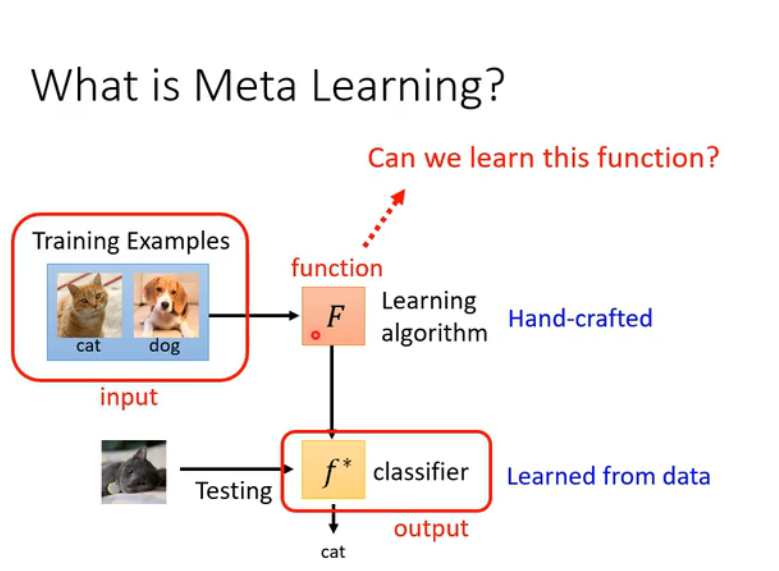 What is Meta Learning?
Can we learn this function?
Training Examples
cat dog
input
function
F
Learning
algorithm
Hand-crafted
Testing
f* classifier
Learned from data
output
cat